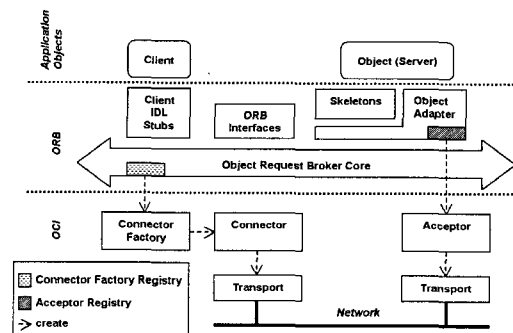 Application
Objects
Client
Object (Server)
ORB
Client
IDL
Stubs
ORB
Interfaces
Skeletons
Object
Adapter
Object Request Broker Core
OCI
Connector
Factory
Connector
Acceptor
Transport
Transport
Network
Connector Factory Registry
Acceptor Registry
create